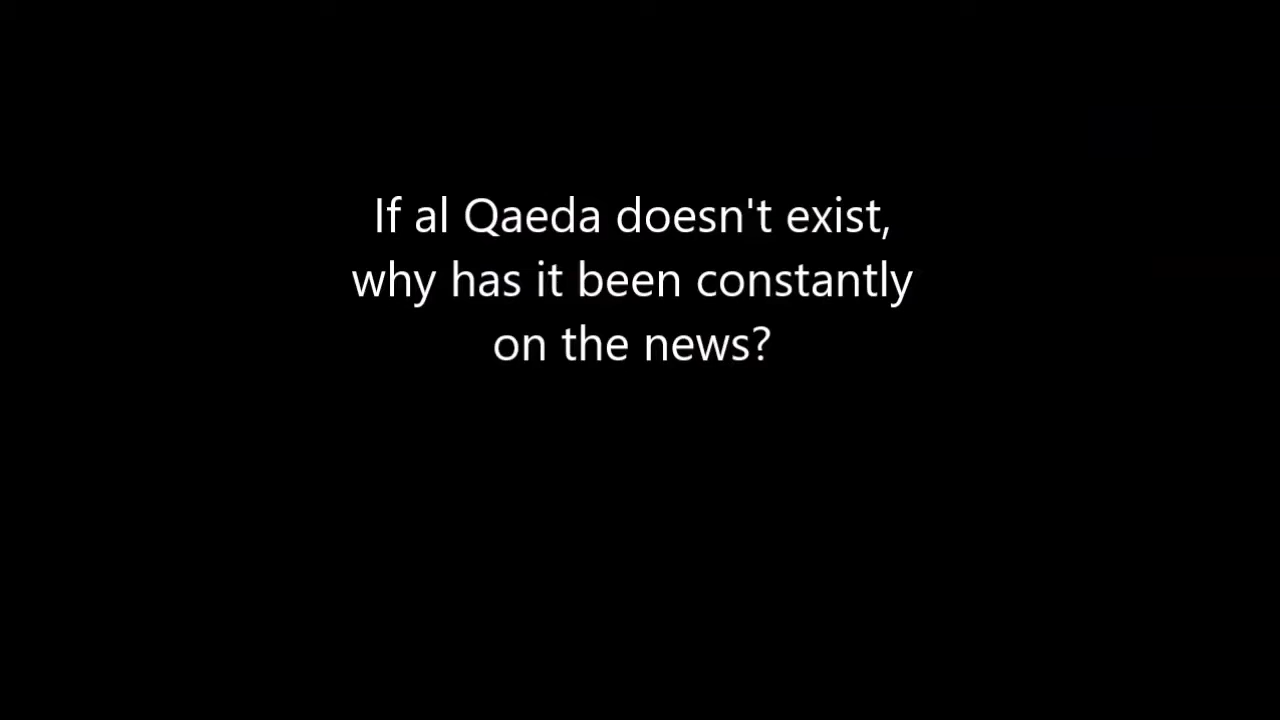 If al Qaeda doesn't exist,
why has it been constantly
on the news?